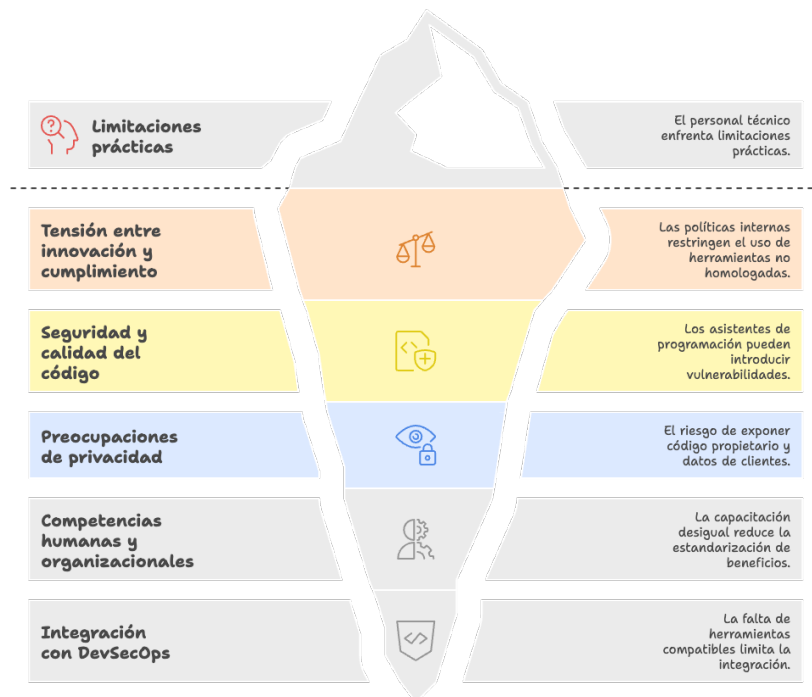 Limitaciones
prácticas
El personal técnico
enfrenta limitaciones
prácticas.
Tensión entre
innovación y
cumplimiento
Las políticas internas
restringen el uso de
herramientas no
homologadas.
Seguridad y
calidad del
código
Los asistentes de
programación pueden
introducir
vulnerabilidades.
Preocupaciones
de privacidad
El riesgo de exponer
código propietario y
datos de clientes.
Competencias
humanas y
organizacionales
La capacitación
desigual reduce la
estandarización de
beneficios.
Integración
con DevSecOps
La falta de
herramientas
compatibles limita la
integración.